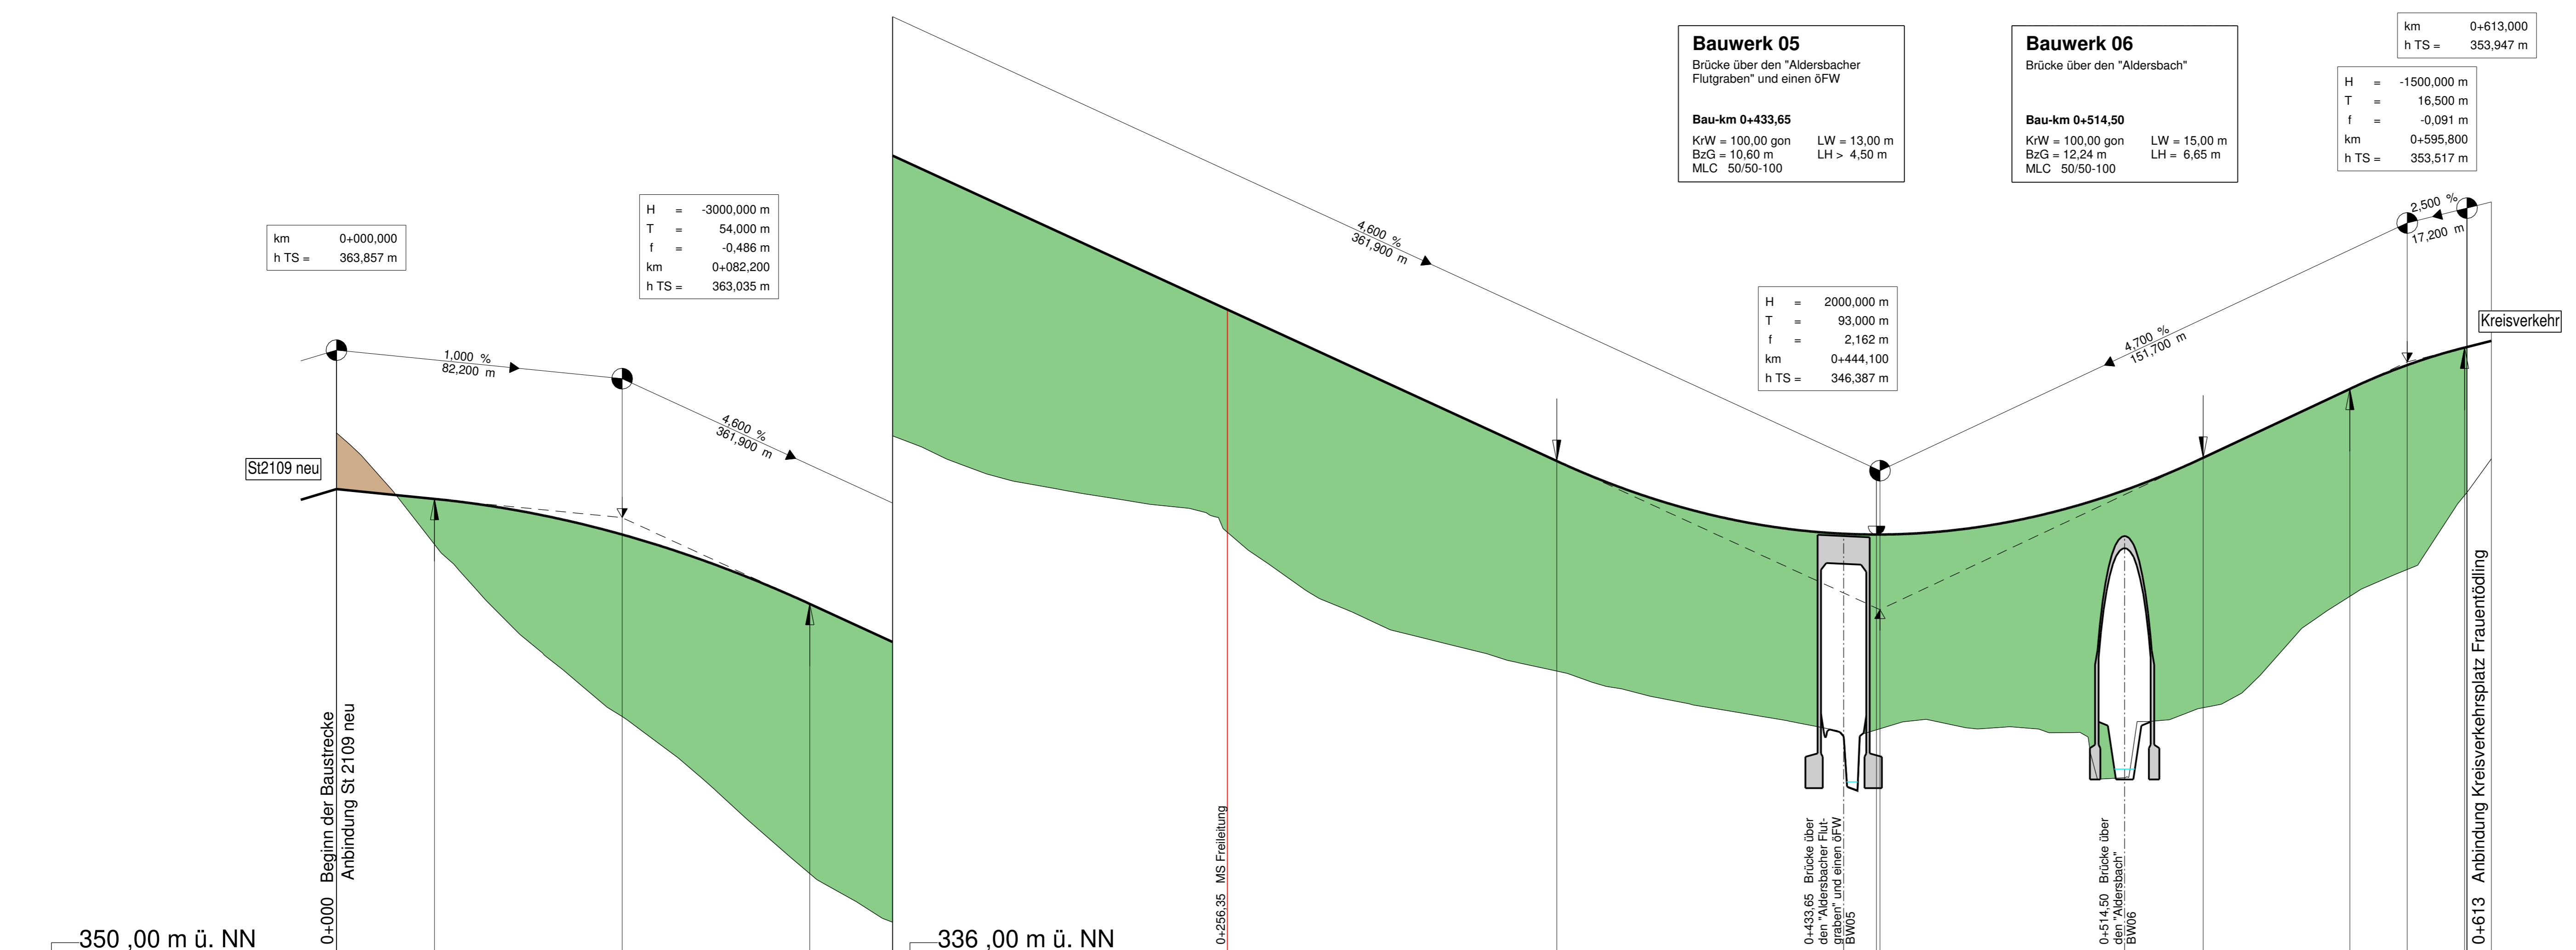 km 0+000,000
h TS = 363,857 m
H = -3000,000 m
T = 54,000 m
f = -0,486 m
km 0+082,200
h TS = 363,035 m
1,000 %
82,200 m
4,600 %
361,900 m
St2109 neu
0+000 Beginn der Baustrecke
Anbindung St 2109 neu
350 ,00 m ü. NN
4,600 %
361,900 m
Bauwerk 05
Brücke über den "Aldersbacher
Flutgraben" und einen öFW
Bau-km 0+433,65
KrW = 100,00 gon LW = 13,00 m
BzG = 10,60 m LH > 4,50 m
MLC 50/50-100
Bauwerk 06
Brücke über den "Aldersbach"
Bau-km 0+514,50
KrW = 100,00 gon LW = 15,00 m
BzG = 12,24 m LH = 6,65 m
MLC 50/50-100
km 0+613,000
h TS = 353,947 m
H = -1500,000 m
T = 16,500 m
f = -0,091 m
km 0+595,800
h TS = 353,517 m
2,500 %
17,200 m
H = 2000,000 m
T = 93,000 m
f = 2,162 m
km 0+444,100
h TS = 346,387 m
4,700 %
151,700 m
Kreisverkehr
0+256,35 MS Freileitung
0+433,65 Brücke über
den "Aldersbacher Flut-
graben" und einen öFW
BW05
0+514,50 Brücke über
den "Aldersbach"
BW06
0+613 Anbindung Kreisverkehrsplatz Frauentödling
336 ,00 m ü. NN